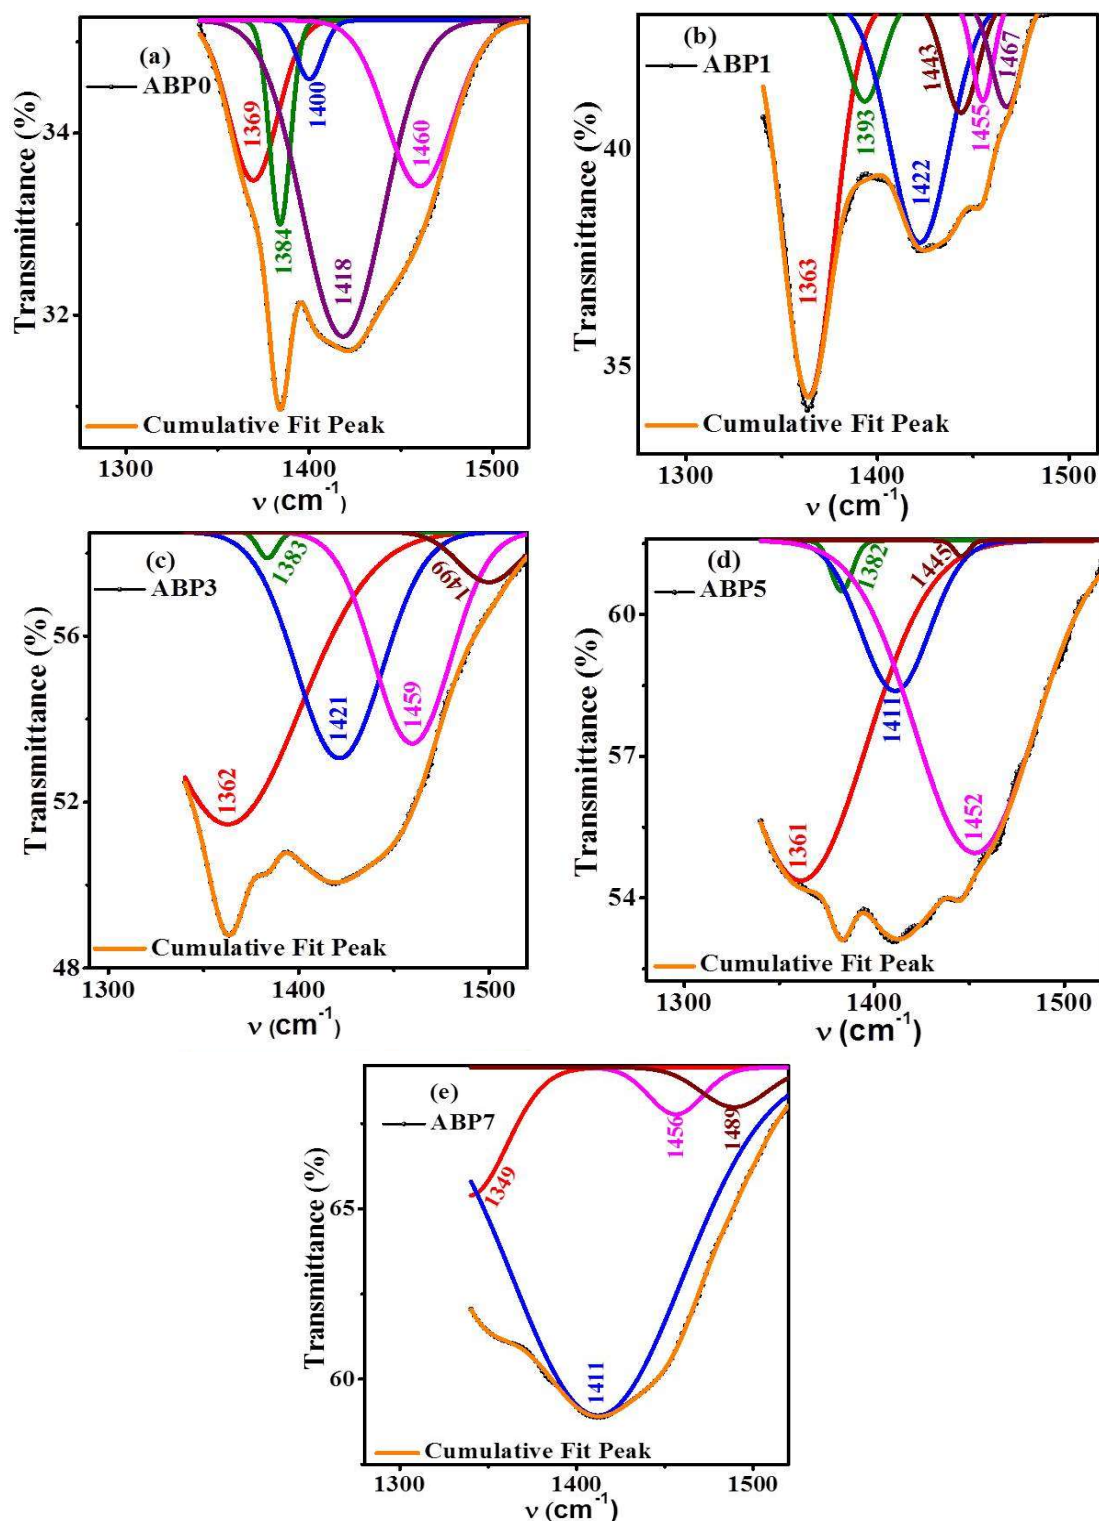 (a)
ABP0
1369
1384
1400
1418
1460
Transmittance (%)
34
32
Cumulative Fit Peak
1300
1400
1500
ν (cm⁻¹)
(b)
ABP1
1363
1393
1422
1443
1455
1467
Transmittance (%)
40
35
Cumulative Fit Peak
1300
1400
1500
ν (cm⁻¹)
(c)
ABP3
1362
1383
1421
1459
1499
Transmittance (%)
56
52
48
Cumulative Fit Peak
1300
1400
1500
ν (cm⁻¹)
(d)
ABP5
1361
1382
1411
1445
1452
Transmittance (%)
60
57
54
Cumulative Fit Peak
1300
1400
1500
ν (cm⁻¹)
(e)
ABP7
1349
1411
1456
1489
Transmittance (%)
65
60
Cumulative Fit Peak
1300
1400
1500
ν (cm⁻¹)